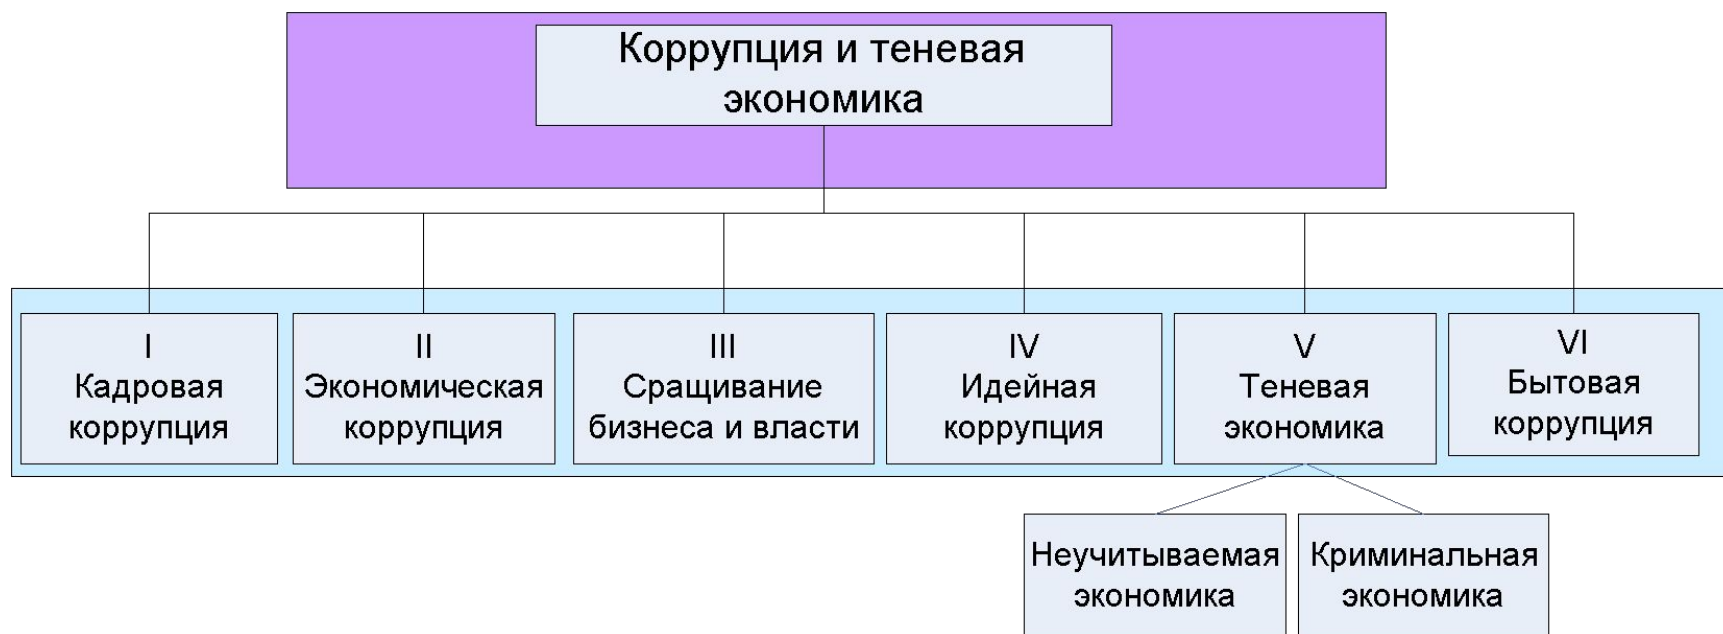 Коррупция и теневая
экономика
I
Кадровая
коррупция
II
Экономическая
коррупция
III
Сращивание
бизнеса и власти
IV
Идейная
коррупция
V
Теневая
экономика
VI
Бытовая
коррупция
Неучитываемая
экономика
Криминальная
экономика